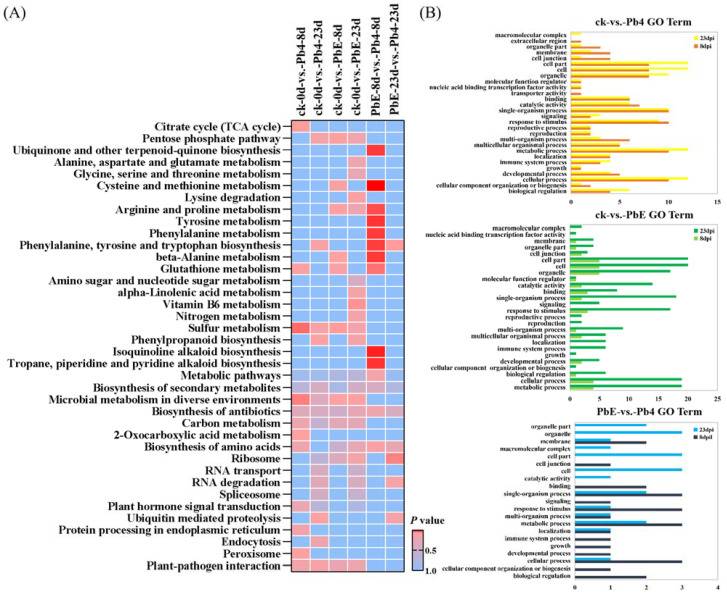 (A)
ck-0d-vs.-Pb4-8d
ck-0d-vs.-Pb4-23d
ck-0d-vs.-PbE-8d
ck-0d-vs.-PbE-23d
PbE-8d-vs.-Pb4-8d
PbE-23d-vs.-Pb4-23d
Citrate cycle (TCA cycle)
Pentose phosphate pathway
Ubiquinone and other terpenoid-quinone biosynthesis
Alanine, aspartate and glutamate metabolism
Glycine, serine and threonine metabolism
Cysteine and methionine metabolism
Lysine degradation
Arginine and proline metabolism
Tyrosine metabolism
Phenylalanine metabolism
Phenylalanine, tyrosine and tryptophan biosynthesis
beta-Alanine metabolism
Glutathione metabolism
Amino sugar and nucleotide sugar metabolism
alpha-Linolenic acid metabolism
Vitamin B6 metabolism
Nitrogen metabolism
Sulfur metabolism
Phenylpropanoid biosynthesis
Isoquinoline alkaloid biosynthesis
Tropane, piperidine and pyridine alkaloid biosynthesis
Metabolic pathways
Biosynthesis of secondary metabolites
Microbial metabolism in diverse environments
Biosynthesis of antibiotics
Carbon metabolism
2-Oxocarboxylic acid metabolism
Biosynthesis of amino acids
Ribosome
RNA transport
RNA degradation
Spliceosome
Plant hormone signal transduction
Ubiquitin mediated proteolysis
Protein processing in endoplasmic reticulum
Endocytosis
Peroxisome
Plant-pathogen interaction
P value
0
0.5
1.0
(B)
ck-vs.-Pb4 GO Term
23dpi
8dpi
macromolecular complex
extracellular region
organelle part
membrane
cell junction
cell part
cell
organelle
molecular function regulator
nucleic acid binding transcription factor activity
transporter activity
binding
catalytic activity
single-organism process
signaling
response to stimulus
reproductive process
reproduction
multi-organism process
multicellular organismal process
metabolic process
localization
immune system process
growth
developmental process
cellular process
cellular component organization or biogenesis
biological regulation
0 5 10 15
ck-vs.-PbE GO Term
23dpi
8dpi
macromolecular complex
nucleic acid binding transcription factor activity
membrane
organelle part
cell junction
cell part
cell
organelle
molecular function regulator
catalytic activity
binding
single-organism process
signaling
response to stimulus
reproductive process
reproduction
multi-organism process
multicellular organismal process
localization
immune system process
growth
developmental process
cellular component organization or biogenesis
biological regulation
cellular process
metabolic process
0 5 10 15 20 25
PbE-vs.-Pb4 GO Term
23dpi
8dpiI
organelle part
organelle
membrane
macromolecular complex
cell part
cell junction
cell
catalytic activity
binding
single-organism process
signaling
response to stimulus
multi-organism process
metabolic process
localization
immune system process
growth
developmental process
cellular process
cellular component organization or biogenesis
biological regulation
0 1 2 3 4